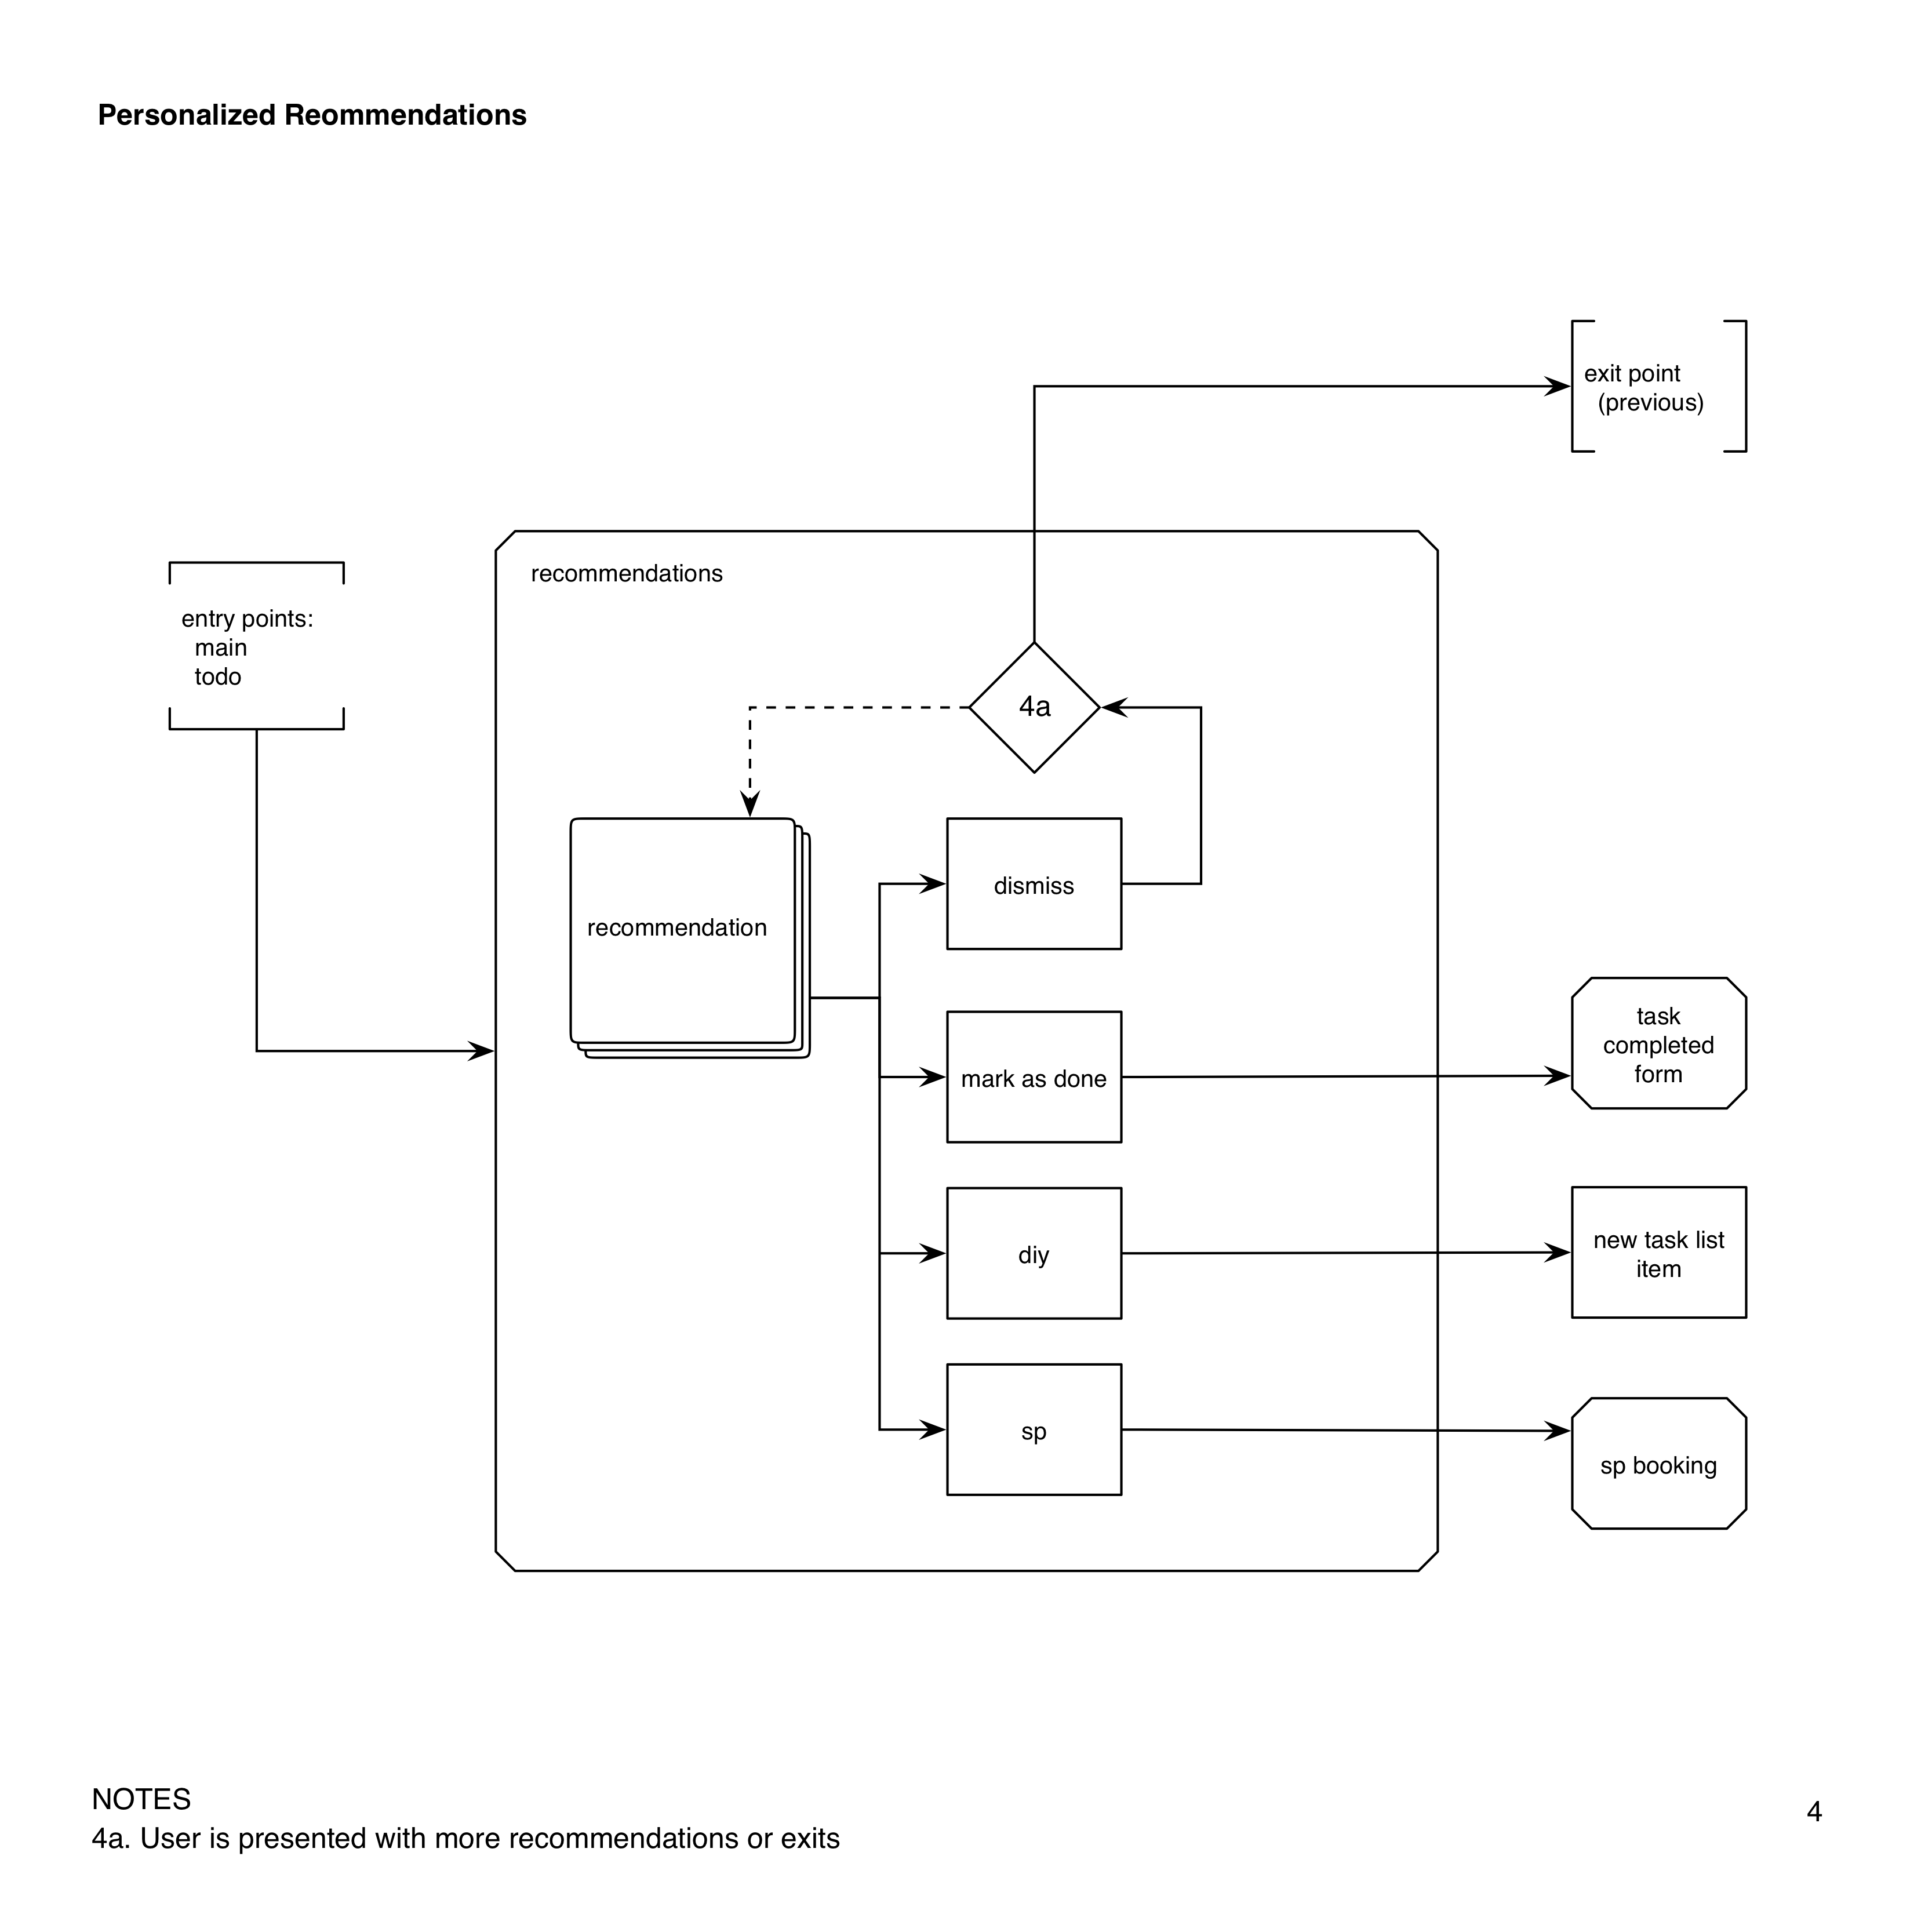 Personalized Reommendations
exit point
(previous)
entry points:
main
todo
recommendations
4a
recommendation
dismiss
mark as done
diy
sp
task
completed
form
new task list
item
sp booking
NOTES
4a. User is presented with more recommendations or exits
4